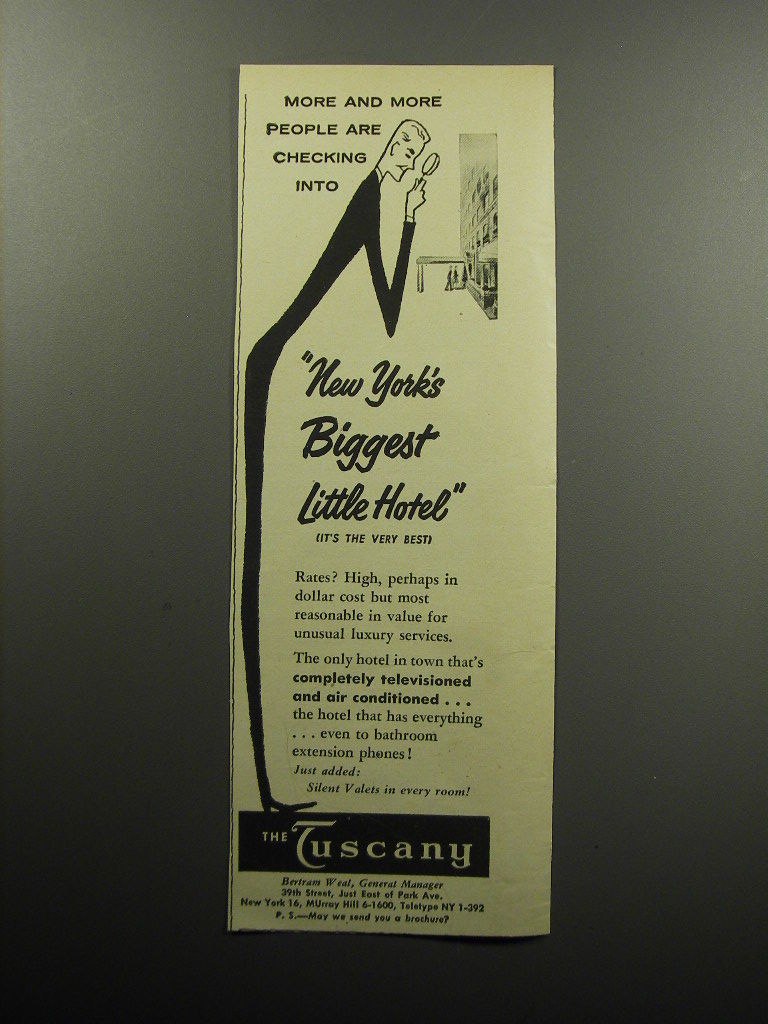 MORE AND MORE
PEOPLE ARE
CHECKING
INTO
"New York's
Biggest
Little Hotel"
(IT'S THE VERY BEST)
Rates? High, perhaps in
dollar cost but most
reasonable in value for
unusual luxury services.
The only hotel in town that's
completely televisioned
and air conditioned . . .
the hotel that has everything
. . . even to bathroom
extension phones!
Just added:
Silent Valets in every room!
THE Tuscany
Bertram Weal, General Manager
39th Street, Just East of Park Ave.
New York 16, MUrray Hill 6-1600, Teletype NY 1-392
P. S.—May we send you a brochure?